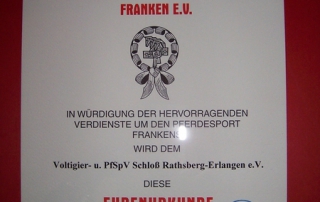 FRANKEN E.V.
IN WÜRDIGUNG DER HERVORRAGENDEN
VERDIENSTE UM DEN PFERDESPORT
FRANKENS
WIRD DEM
Voltigier- u. PfSpV Schloß Rathsberg-Erlangen e.V.
DIESE
EHRENURKUNDE